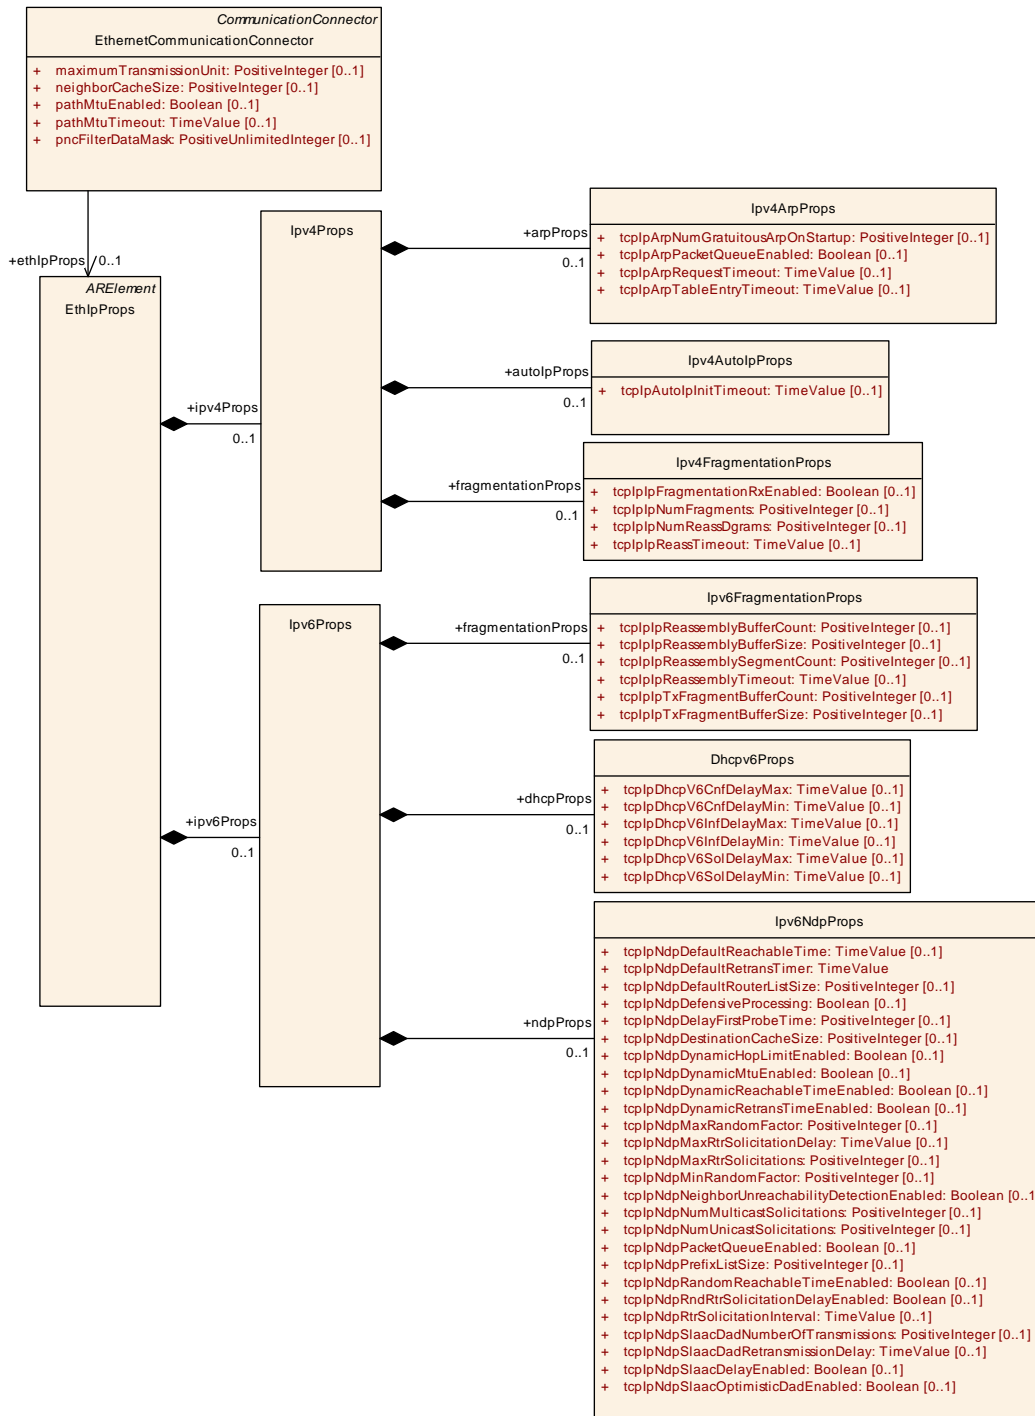 CommunicationConnector
EthernetCommunicationConnector
+ maximumTransmissionUnit: PositiveInteger [0..1]
+ neighborCacheSize: PositiveInteger [0..1]
+ pathMtuEnabled: Boolean [0..1]
+ pathMtuTimeout: TimeValue [0..1]
+ pncFilterDataMask: PositiveUnlimitedInteger [0..1]
+ethIpProps
0..1
ARElement
EthIpProps
+ipv4Props
0..1
Ipv4Props
+arpProps
0..1
Ipv4ArpProps
+ tcpIpArpNumGratuitousArpOnStartup: PositiveInteger [0..1]
+ tcpIpArpPacketQueueEnabled: Boolean [0..1]
+ tcpIpArpRequestTimeout: TimeValue [0..1]
+ tcpIpArpTableEntryTimeout: TimeValue [0..1]
+autoIpProps
0..1
Ipv4AutoIpProps
+ tcpIpAutoIpInitTimeout: TimeValue [0..1]
+fragmentationProps
0..1
Ipv4FragmentationProps
+ tcpIpIpFragmentationRxEnabled: Boolean [0..1]
+ tcpIpIpNumFragments: PositiveInteger [0..1]
+ tcpIpIpNumReassDgrams: PositiveInteger [0..1]
+ tcpIpIpReassTimeout: TimeValue [0..1]
+ipv6Props
0..1
Ipv6Props
+fragmentationProps
0..1
Ipv6FragmentationProps
+ tcpIpIpReassemblyBufferCount: PositiveInteger [0..1]
+ tcpIpIpReassemblyBufferSize: PositiveInteger [0..1]
+ tcpIpIpReassemblySegmentCount: PositiveInteger [0..1]
+ tcpIpIpReassemblyTimeout: TimeValue [0..1]
+ tcpIpIpTxFragmentBufferCount: PositiveInteger [0..1]
+ tcpIpIpTxFragmentBufferSize: PositiveInteger [0..1]
+dhcpProps
0..1
Dhcpv6Props
+ tcpIpDhcpV6CnfDelayMax: TimeValue [0..1]
+ tcpIpDhcpV6CnfDelayMin: TimeValue [0..1]
+ tcpIpDhcpV6InfDelayMax: TimeValue [0..1]
+ tcpIpDhcpV6InfDelayMin: TimeValue [0..1]
+ tcpIpDhcpV6SolDelayMax: TimeValue [0..1]
+ tcpIpDhcpV6SolDelayMin: TimeValue [0..1]
+ndpProps
0..1
Ipv6NdpProps
+ tcpIpNdpDefaultReachableTime: TimeValue [0..1]
+ tcpIpNdpDefaultRetransTimer: TimeValue
+ tcpIpNdpDefaultRouterListSize: PositiveInteger [0..1]
+ tcpIpNdpDefensiveProcessing: Boolean [0..1]
+ tcpIpNdpDelayFirstProbeTime: PositiveInteger [0..1]
+ tcpIpNdpDestinationCacheSize: PositiveInteger [0..1]
+ tcpIpNdpDynamicHopLimitEnabled: Boolean [0..1]
+ tcpIpNdpDynamicMtuEnabled: Boolean [0..1]
+ tcpIpNdpDynamicReachableTimeEnabled: Boolean [0..1]
+ tcpIpNdpDynamicRetransTimeEnabled: Boolean [0..1]
+ tcpIpNdpMaxRandomFactor: PositiveInteger [0..1]
+ tcpIpNdpMaxRtrSolicitationDelay: TimeValue [0..1]
+ tcpIpNdpMaxRtrSolicitations: PositiveInteger [0..1]
+ tcpIpNdpMinRandomFactor: PositiveInteger [0..1]
+ tcpIpNdpNeighborUnreachabilityDetectionEnabled: Boolean [0..1
+ tcpIpNdpNumMulticastSolicitations: PositiveInteger [0..1]
+ tcpIpNdpNumUnicastSolicitations: PositiveInteger [0..1]
+ tcpIpNdpPacketQueueEnabled: Boolean [0..1]
+ tcpIpNdpPrefixListSize: PositiveInteger [0..1]
+ tcpIpNdpRandomReachableTimeEnabled: Boolean [0..1]
+ tcpIpNdpRndRtrSolicitationDelayEnabled: Boolean [0..1]
+ tcpIpNdpRtrSolicitationInterval: TimeValue [0..1]
+ tcpIpNdpSlaacDadNumberOfTransmissions: PositiveInteger [0..1]
+ tcpIpNdpSlaacDadRetransmissionDelay: TimeValue [0..1]
+ tcpIpNdpSlaacDelayEnabled: Boolean [0..1]
+ tcpIpNdpSlaacOptimisticDadEnabled: Boolean [0..1]